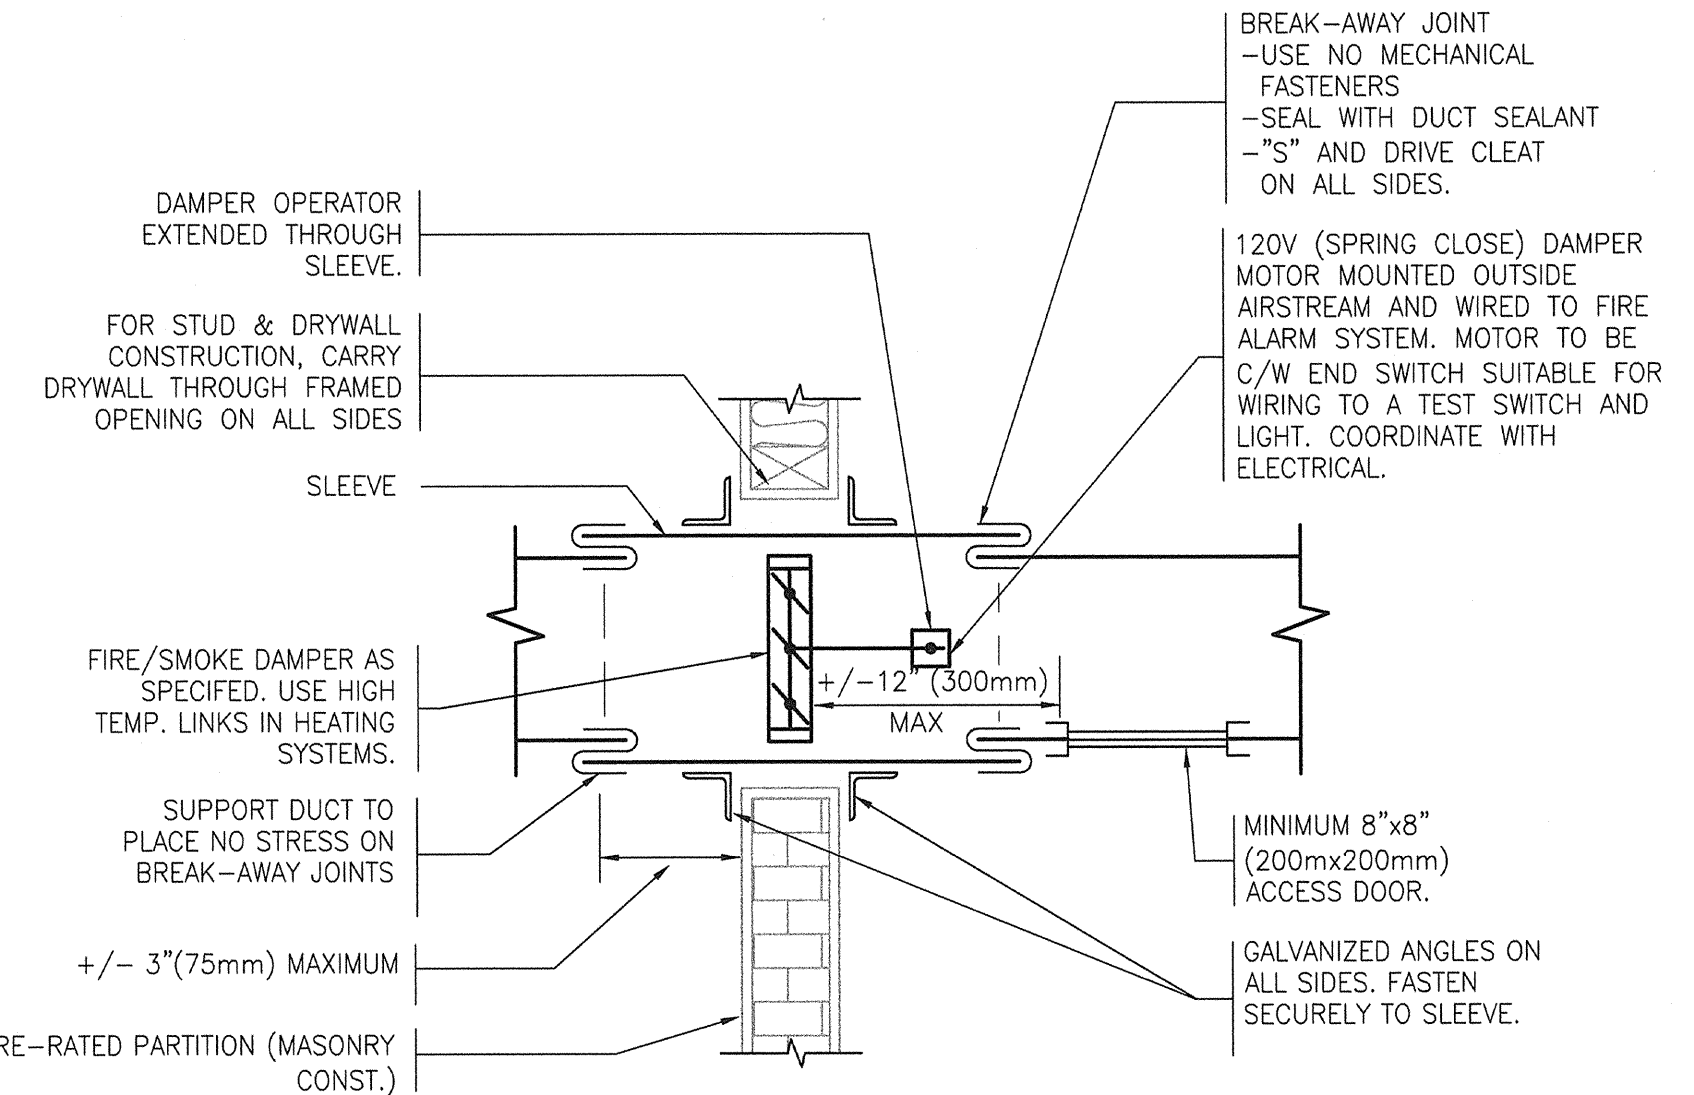 BREAK-AWAY JOINT
-USE NO MECHANICAL
FASTENERS
-SEAL WITH DUCT SEALANT
-"S" AND DRIVE CLEAT
ON ALL SIDES.
DAMPER OPERATOR
EXTENDED THROUGH
SLEEVE.
120V (SPRING CLOSE) DAMPER
MOTOR MOUNTED OUTSIDE
AIRSTREAM AND WIRED TO FIRE
ALARM SYSTEM. MOTOR TO BE
C/W END SWITCH SUITABLE FOR
WIRING TO A TEST SWITCH AND
LIGHT. COORDINATE WITH
ELECTRICAL.
FOR STUD & DRYWALL
CONSTRUCTION, CARRY
DRYWALL THROUGH FRAMED
OPENING ON ALL SIDES
SLEEVE
FIRE/SMOKE DAMPER AS
SPECIFED. USE HIGH
TEMP. LINKS IN HEATING
SYSTEMS.
+/-12" (300mm)
MAX
SUPPORT DUCT TO
PLACE NO STRESS ON
BREAK-AWAY JOINTS
MINIMUM 8"x8"
(200mx200mm)
ACCESS DOOR.
+/- 3"(75mm) MAXIMUM
GALVANIZED ANGLES ON
ALL SIDES. FASTEN
SECURELY TO SLEEVE.
RE-RATED PARTITION (MASONRY
CONST.)